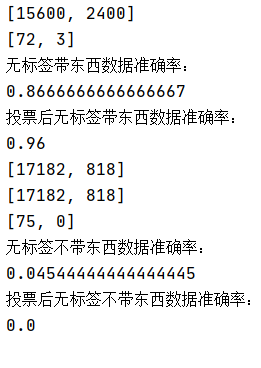 [15600, 2400]
[72, 3]
无标签带东西数据准确率：
0.8666666666666667
投票后无标签带东西数据准确率：
0.96
[17182, 818]
[17182, 818]
[75, 0]
无标签不带东西数据准确率：
0.04544444444444445
投票后无标签不带东西数据准确率：
0.0